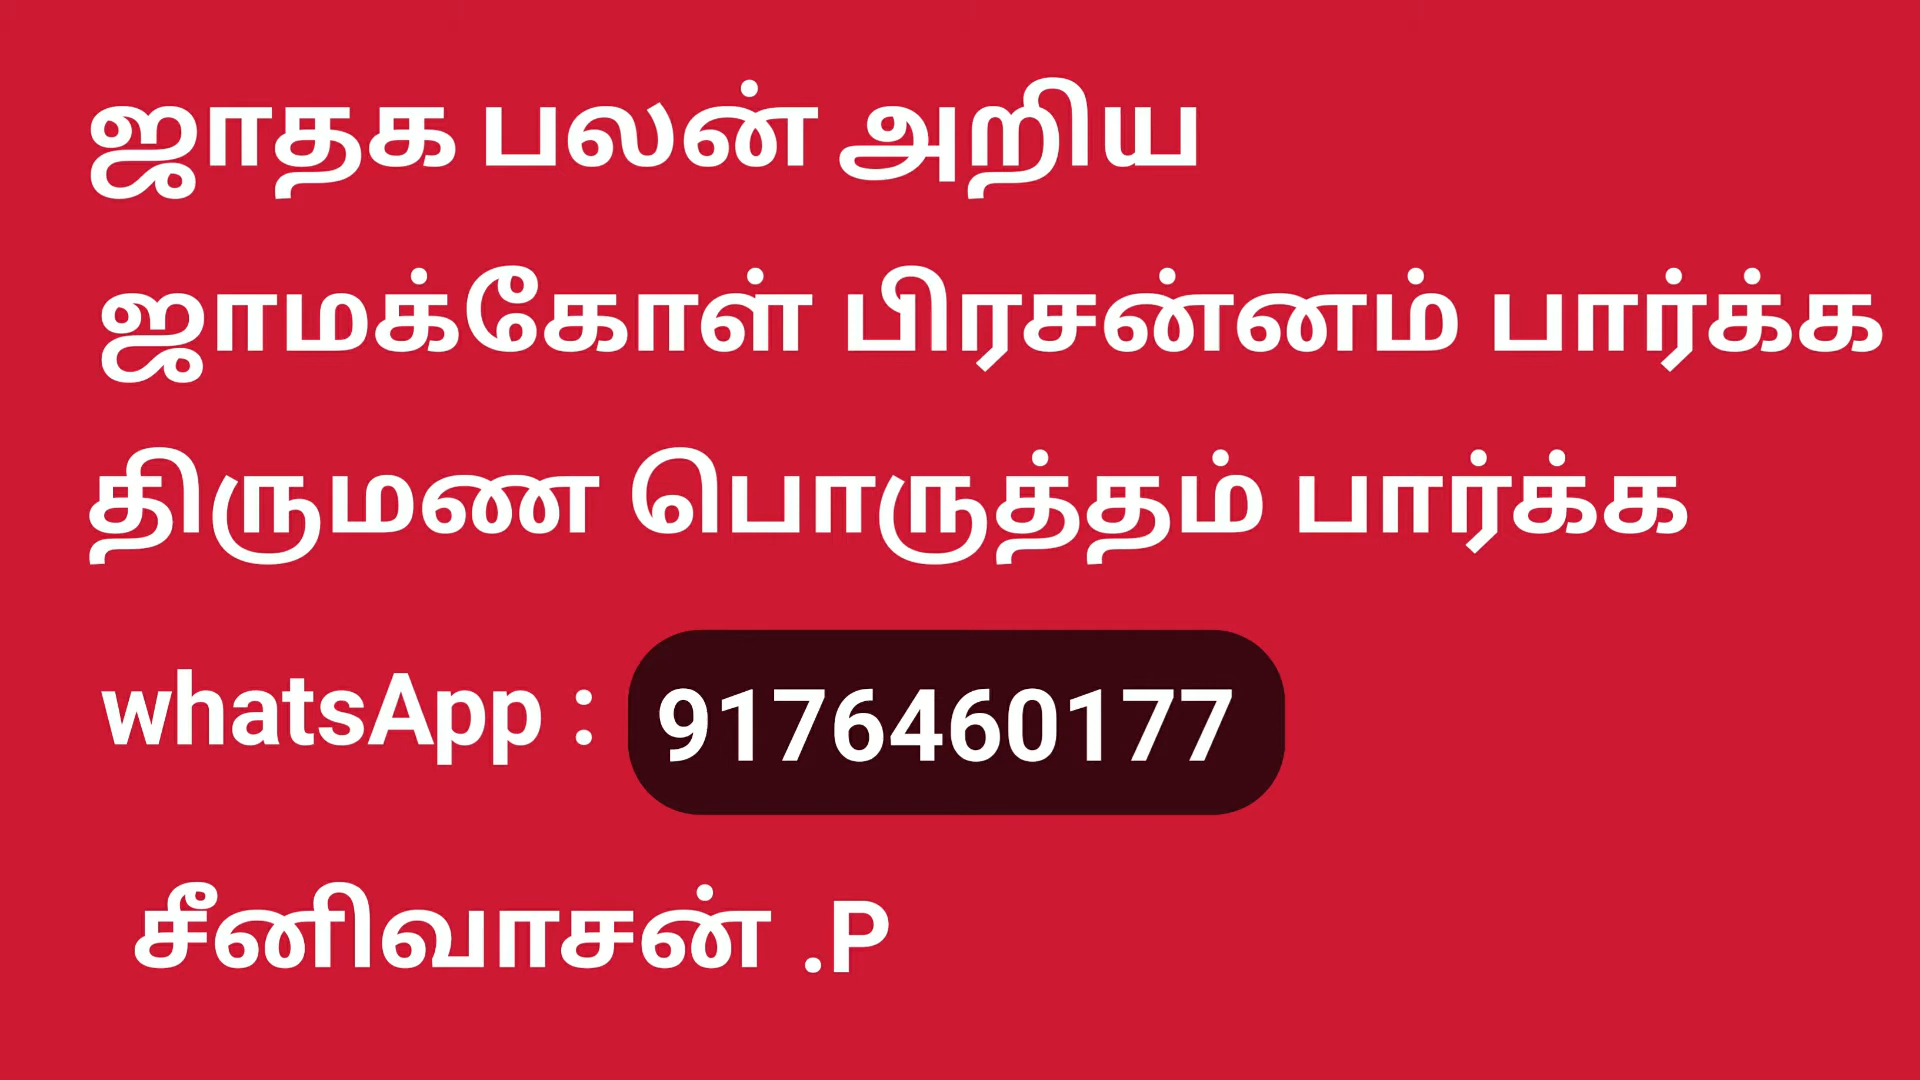 ஜாதக பலன் அறிய
ஜாமக்கோள் பிரசன்னம் பார்க்க
திருமண பொருத்தம் பார்க்க
whatsApp : 9176460177
சீனிவாசன் .P